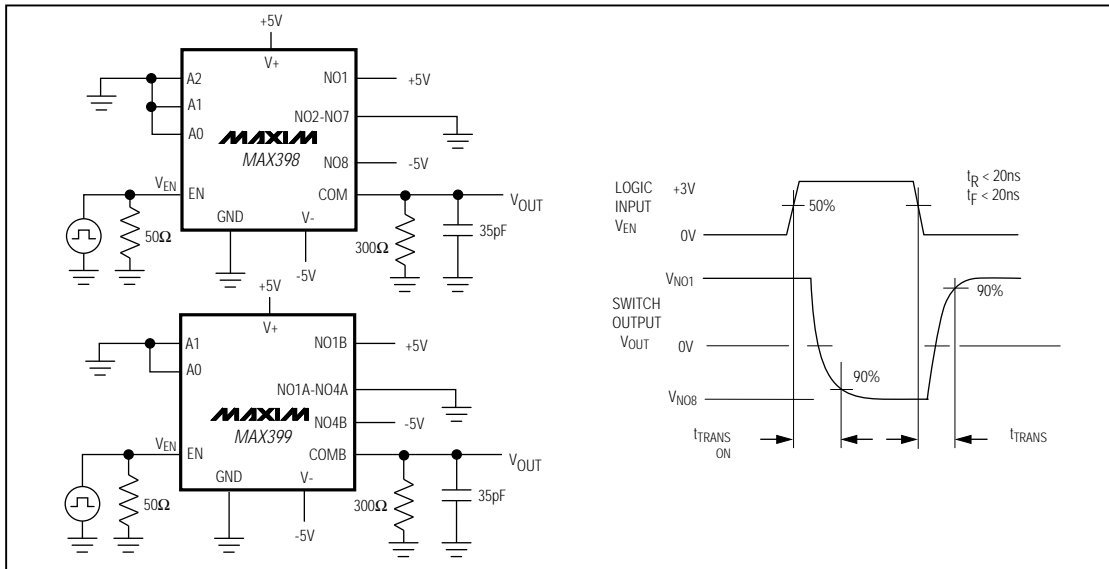 +5V
V+
A2
NO1
+5V
A1
NO2-NO7
A0
MAXIM
MAX398
NO8
-5V
VEN
EN
COM
VOUT
GND
V-
50Ω
300Ω
35pF
-5V
+5V
V+
A1
NO1B
+5V
A0
NO1A-NO4A
MAXIM
MAX399
NO4B
-5V
VEN
EN
COMB
VOUT
GND
V-
50Ω
300Ω
35pF
-5V
LOGIC
INPUT
VEN
+3V
0V
50%
tR < 20ns
tF < 20ns
VNO1
SWITCH
OUTPUT
VOUT
0V
90%
90%
VNO8
tTRANS
ON
tTRANS